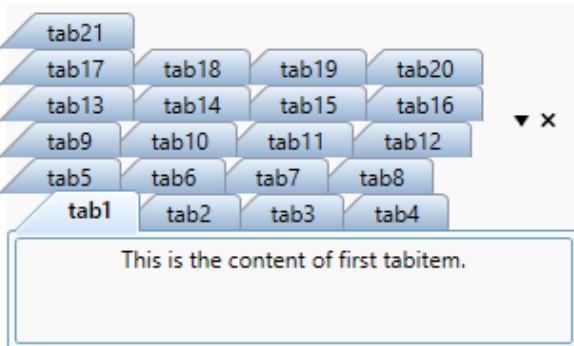 tab21
tab17 tab18 tab19 tab20
tab13 tab14 tab15 tab16
tab9 tab10 tab11 tab12
tab5 tab6 tab7 tab8
tab1 tab2 tab3 tab4
This is the content of first tabitem.